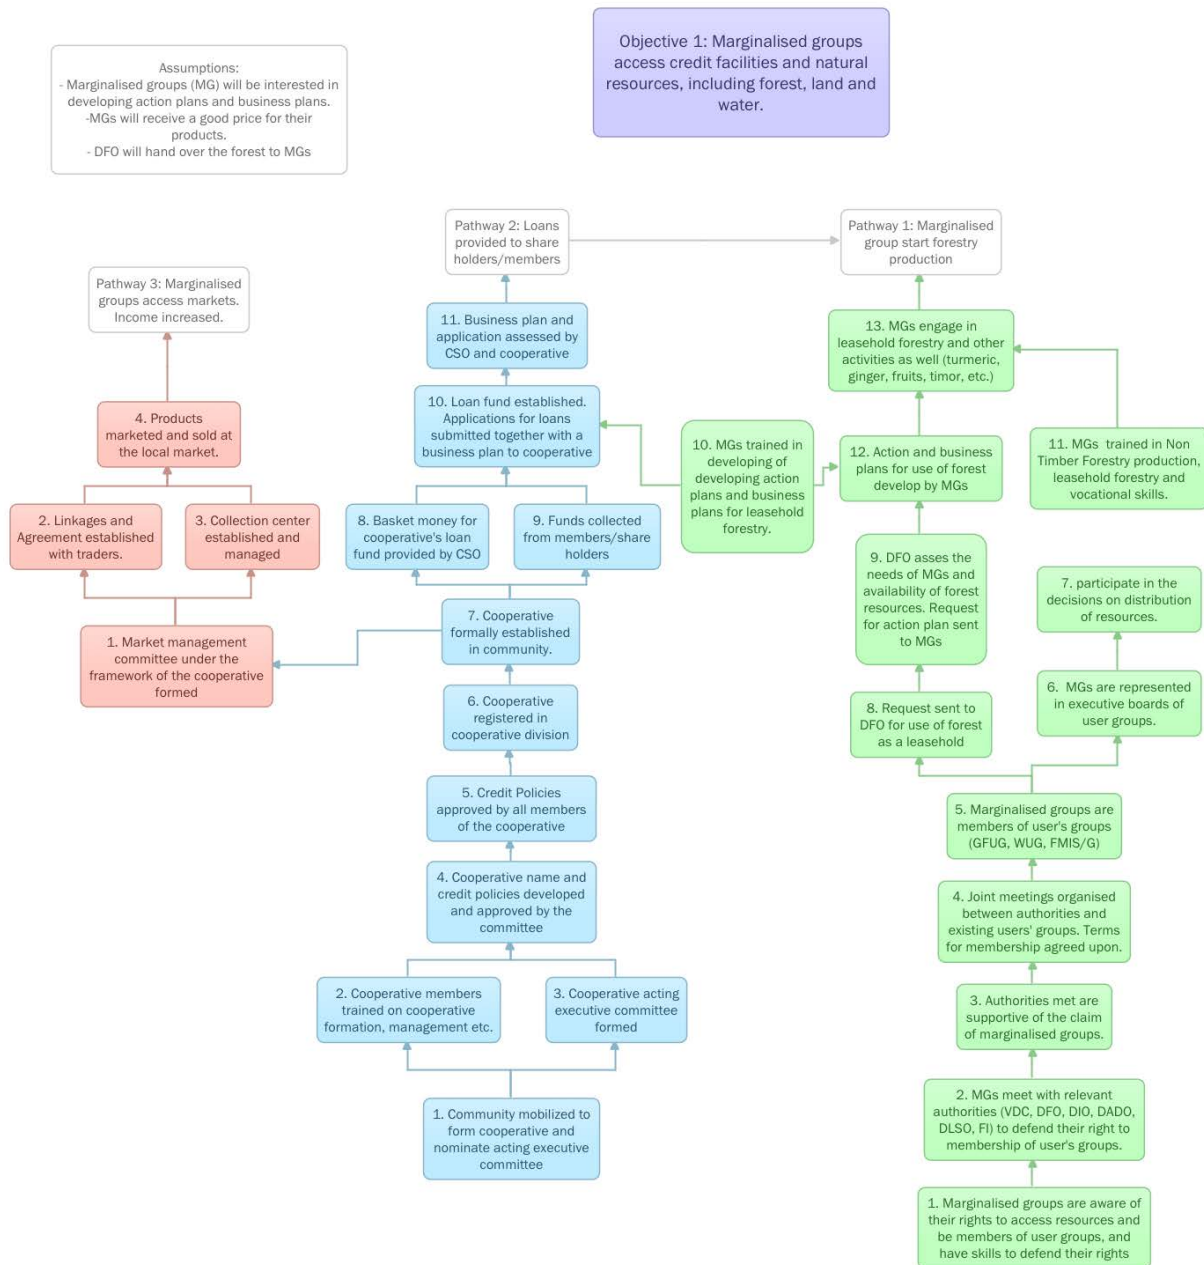 Objective 1: Marginalised groups
access credit facilities and natural
resources, including forest, land and
water.
Assumptions:
- Marginalised groups (MG) will be interested in
developing action plans and business plans.
-MGs will receive a good price for their
products.
- DFO will hand over the forest to MGs
Pathway 3: Marginalised
groups access markets.
Income increased.
4. Products
marketed and sold at
the local market.
2. Linkages and
Agreement established
with traders.
3. Collection center
established and
managed
1. Market management
committee under the
framework of the cooperative
formed
Pathway 2: Loans
provided to share
holders/members
11. Business plan and
application assessed by
CSO and cooperative
10. Loan fund established.
Applications for loans
submitted together with a
business plan to cooperative
8. Basket money for
cooperative's loan
fund provided by CSO
9. Funds collected
from members/share
holders
7. Cooperative
formally established
in community.
6. Cooperative
registered in
cooperative division
5. Credit Policies
approved by all members
of the cooperative
4. Cooperative name and
credit policies developed
and approved by the
committee
2. Cooperative members
trained on cooperative
formation, management etc.
3. Cooperative acting
executive committee
formed
1. Community mobilized to
form cooperative and
nominate acting executive
committee
Pathway 1: Marginalised
group start forestry
production
13. MGs engage in
leasehold forestry and other
activities as well (turmeric,
ginger, fruits, timor, etc.)
10. MGs trained in
developing of
developing action
plans and business
plans for leasehold
forestry.
12. Action and business
plans for use of forest
develop by MGs
11. MGs trained in Non
Timber Forestry production,
leasehold forestry and
vocational skills.
9. DFO asses the
needs of MGs and
availability of forest
resources. Request
for action plan sent
to MGs
7. participate in the
decisions on distribution
of resources.
8. Request sent to
DFO for use of forest
as a leasehold
6. MGs are represented
in executive boards of
user groups.
5. Marginalised groups are
members of user's groups
(GFUG, WUG, FMIS/G)
4. Joint meetings organised
between authorities and
existing users' groups. Terms
for membership agreed upon.
3. Authorities met are
supportive of the claim
of marginalised groups.
2. MGs meet with relevant
authorities (VDC, DFO, DIO, DADO,
DLSO, FI) to defend their right to
membership of user's groups.
1. Marginalised groups are aware of
their rights to access resources and
be members of user groups, and
have skills to defend their rights